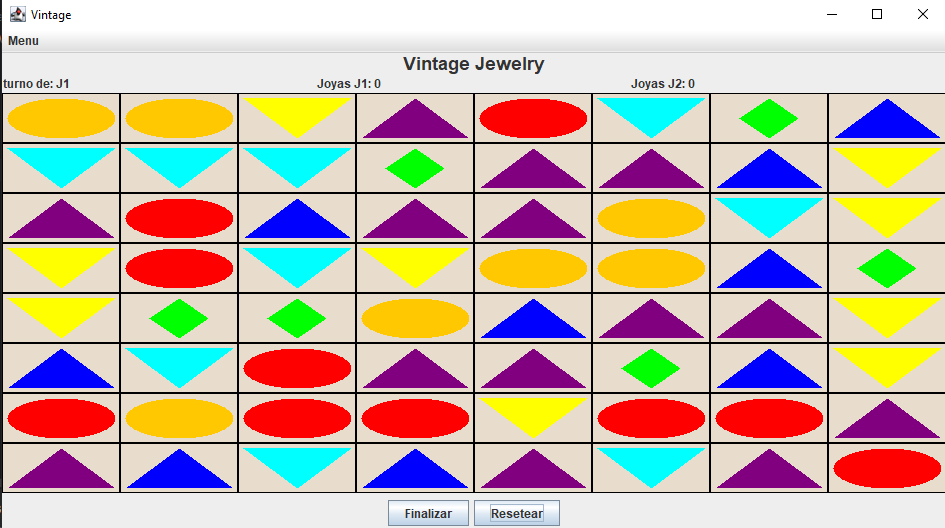 Vintage
Menu
Vintage Jewelry
turno de: J1 Joyas J1: 0 Joyas J2: 0
Finalizar Resetear